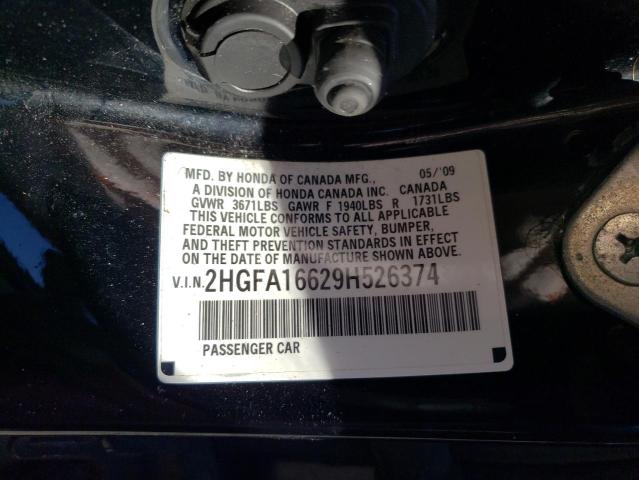 MFD. BY HONDA OF CANADA MFG., 05/'09
A DIVISION OF HONDA CANADA INC. CANADA
GVWR 3671LBS GAWR F 1940LBS R 1731LBS
THIS VEHICLE CONFORMS TO ALL APPLICABLE
FEDERAL MOTOR VEHICLE SAFETY, BUMPER,
AND THEFT PREVENTION STANDARDS IN EFFECT
ON THE DATE OF MANUFACTURE SHOWN ABOVE.
V.I.N. 2HGFA16629H526374
PASSENGER CAR